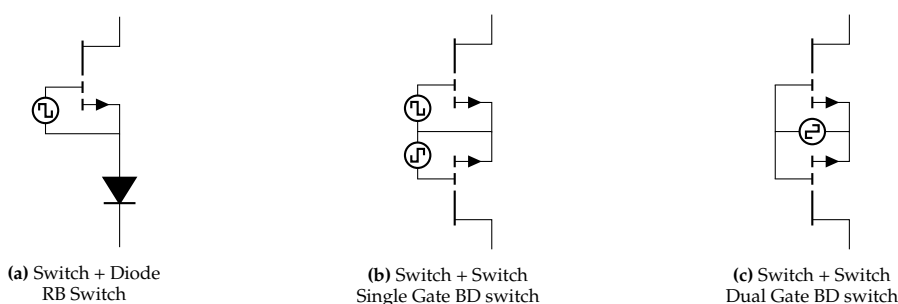 (a) Switch + Diode
RB Switch
(b) Switch + Switch
Single Gate BD switch
(c) Switch + Switch
Dual Gate BD switch